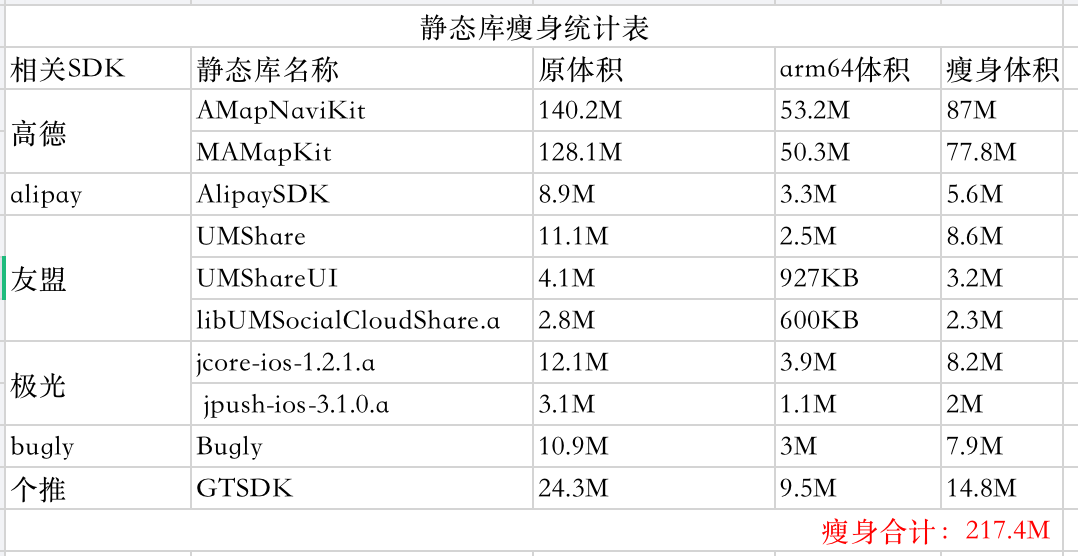 静态库瘦身统计表
相关SDK 静态库名称 原体积 arm64体积 瘦身体积
高德 AMapNaviKit 140.2M 53.2M 87M
MAMapKit 128.1M 50.3M 77.8M
alipay AlipaySDK 8.9M 3.3M 5.6M
友盟 UMShare 11.1M 2.5M 8.6M
UMShareUI 4.1M 927KB 3.2M
libUMSocialCloudShare.a 2.8M 600KB 2.3M
极光 jcore-ios-1.2.1.a 12.1M 3.9M 8.2M
jpush-ios-3.1.0.a 3.1M 1.1M 2M
bugly Bugly 10.9M 3M 7.9M
个推 GTSDK 24.3M 9.5M 14.8M
瘦身合计：217.4M